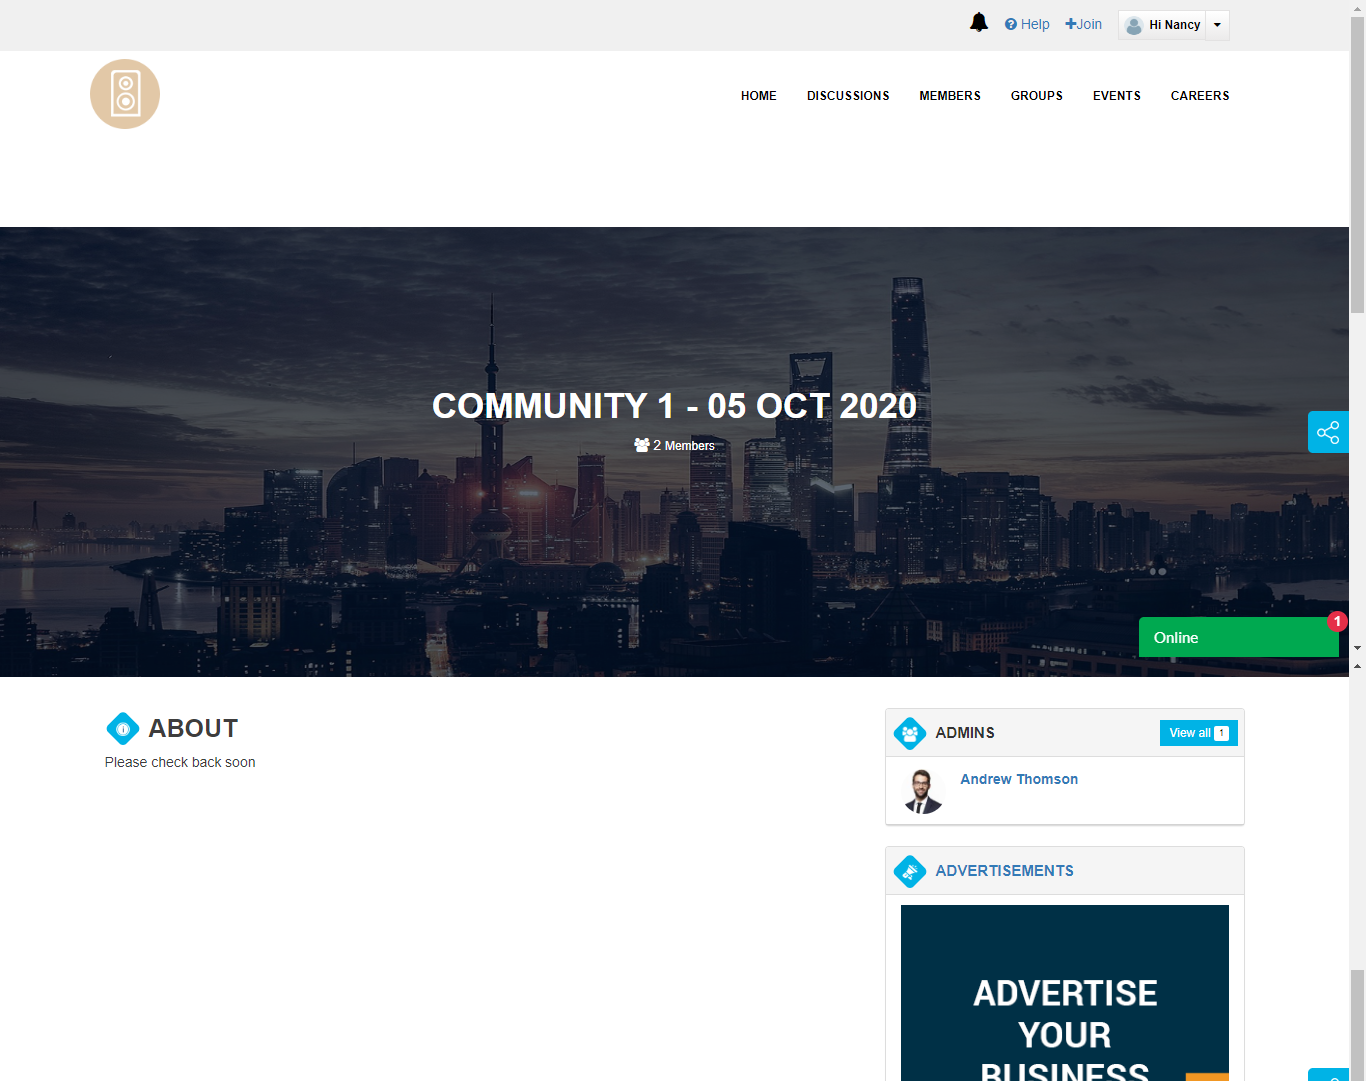 Help
Join
Hi Nancy
HOME
DISCUSSIONS
MEMBERS
GROUPS
EVENTS
CAREERS
COMMUNITY 1 - 05 OCT 2020
2 Members
1
Online
ABOUT
Please check back soon
ADMINS
View all 1
Andrew Thomson
ADVERTISEMENTS
ADVERTISE
YOUR
BUSINESS